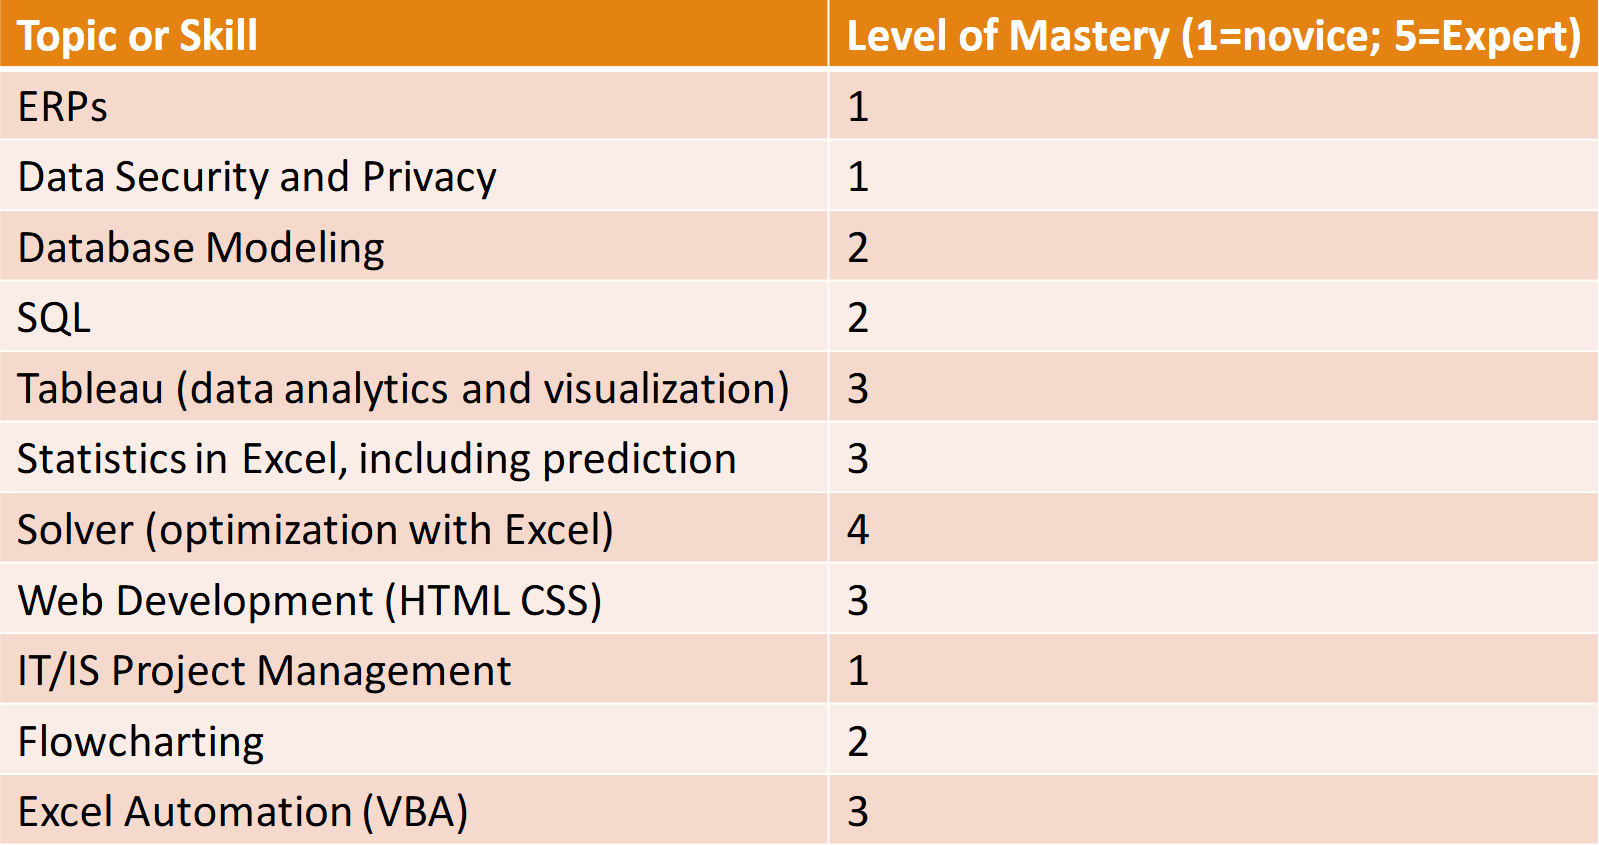 Topic or Skill Level of Mastery (1=novice; 5=Expert)
ERPs 1
Data Security and Privacy 1
Database Modeling 2
SQL 2
Tableau (data analytics and visualization) 3
Statistics in Excel, including prediction 3
Solver (optimization with Excel) 4
Web Development (HTML CSS) 3
IT/IS Project Management 1
Flowcharting 2
Excel Automation (VBA) 3